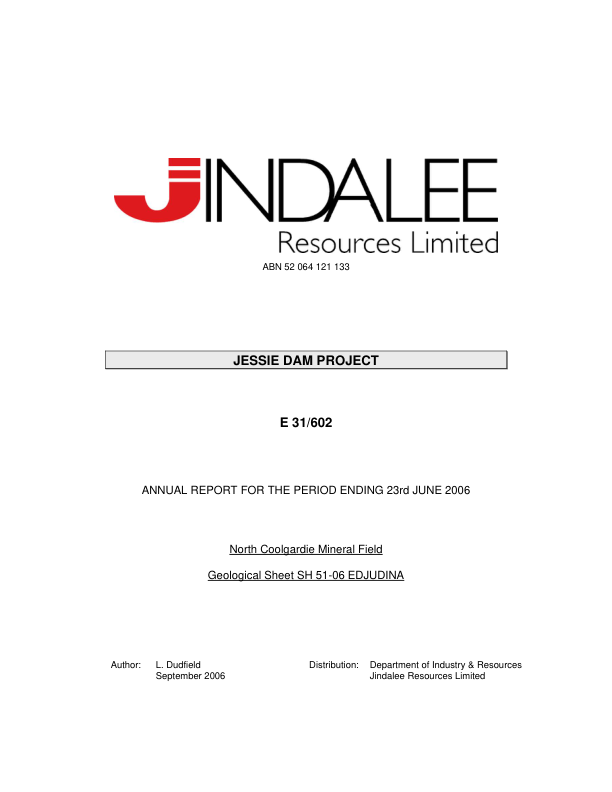 JINDALEE
Resources Limited
ABN 52 064 121 133
JESSIE DAM PROJECT
E 31/602
ANNUAL REPORT FOR THE PERIOD ENDING 23rd JUNE 2006
North Coolgardie Mineral Field
Geological Sheet SH 51-06 EDJUDINA
Author: L. Dudfield Distribution: Department of Industry & Resources
September 2006 Jindalee Resources Limited